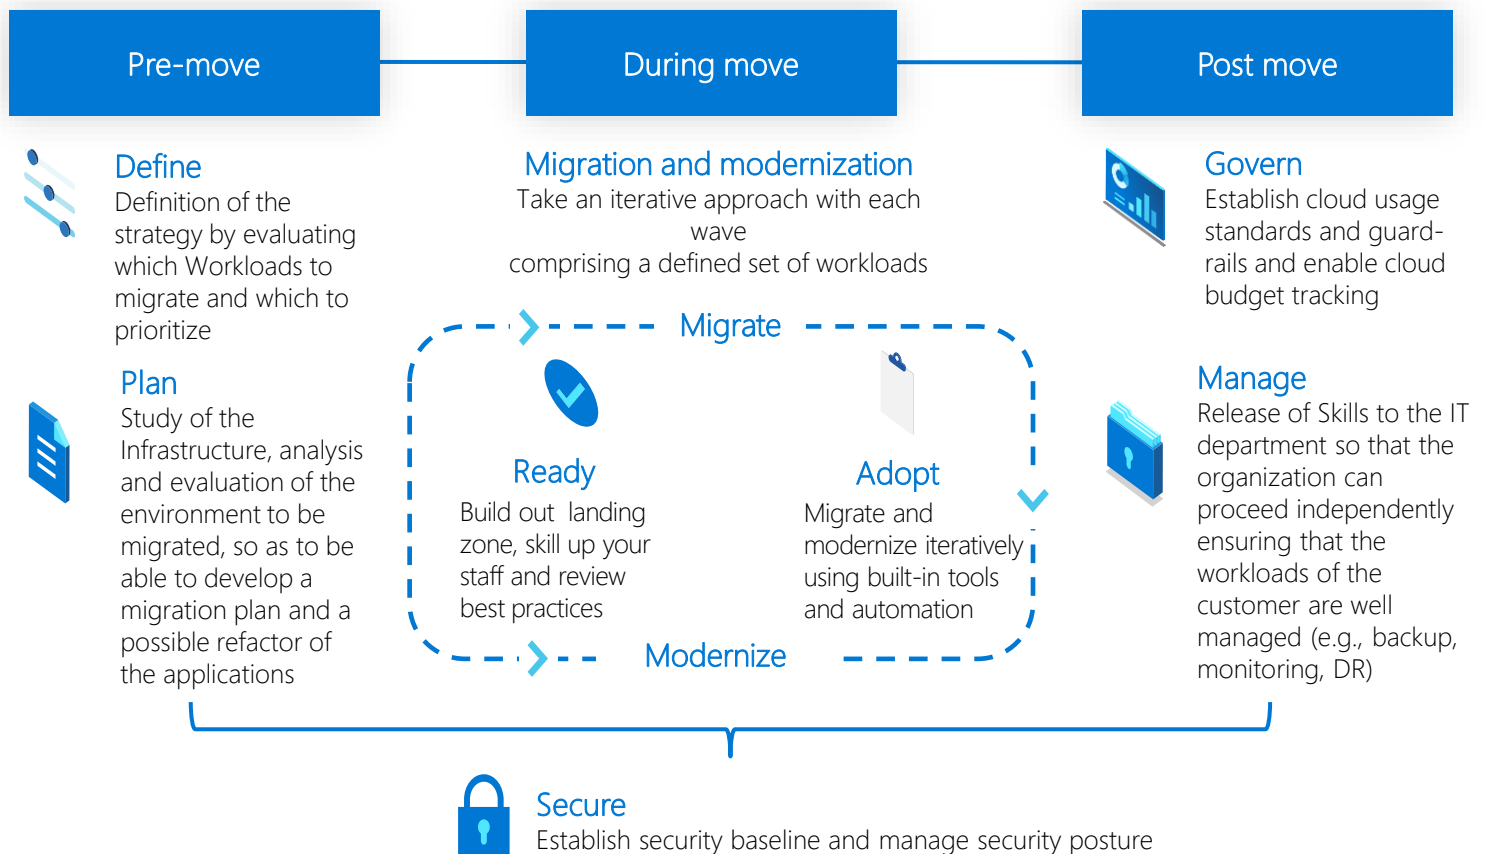 Pre-move
During move
Post move
Define
Definition of the
strategy by evaluating
which Workloads to
migrate and which to
prioritize
Plan
Study of the
Infrastructure, analysis
and evaluation of the
environment to be
migrated, so as to be
able to develop a
migration plan and a
possible refactor of
the applications
Migration and modernization
Take an iterative approach with each
wave
comprising a defined set of workloads
Migrate
Ready
Build out landing
zone, skill up your
staff and review
best practices
Adopt
Migrate and
modernize iteratively
using built-in tools
and automation
Modernize
Govern
Establish cloud usage
standards and guard-
rails and enable cloud
budget tracking
Manage
Release of Skills to the IT
department so that the
organization can
proceed independently
ensuring that the
workloads of the
customer are well
managed (e.g., backup,
monitoring, DR)
Secure
Establish security baseline and manage security posture